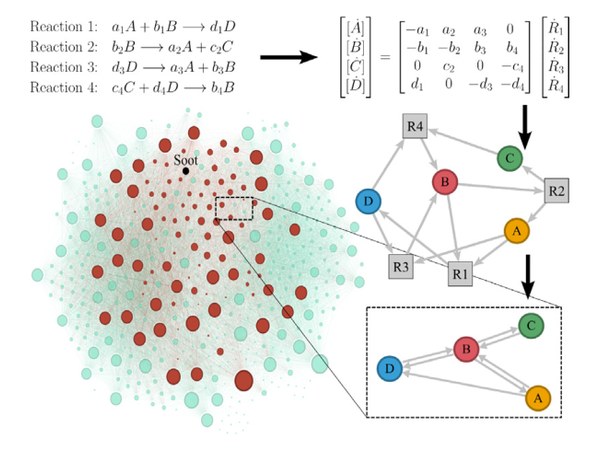 Reaction 1: a₁A + b₁B ⟶ d₁D
Reaction 2: b₂B ⟶ a₂A + c₂C
Reaction 3: d₃D ⟶ a₃A + b₃B
Reaction 4: c₄C + d₄D ⟶ b₄B
[Ȧ] −a₁ a₂ a₃ 0 Ṙ₁
[Ḃ] = −b₁ −b₂ b₃ b₄ Ṙ₂
[Ċ] 0 c₂ 0 −c₄ Ṙ₃
[Ḋ] d₁ 0 −d₃ −d₄ Ṙ₄
Soot
R4
C
B
R2
D
A
R3
R1
C
B
D
A